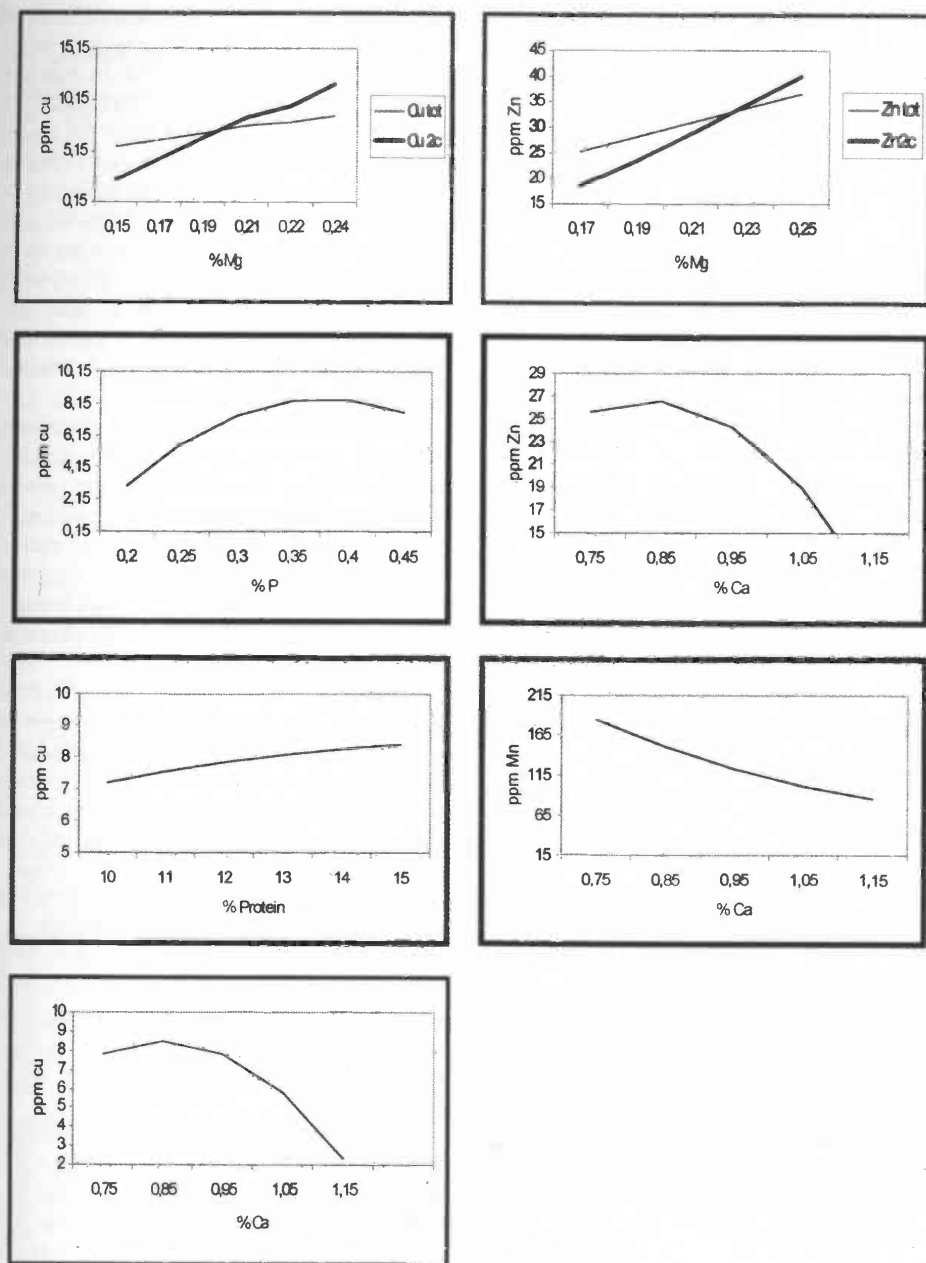 15,15
10,15
5,15
0,15
ppm cu
0,15 0,17 0,19 0,21 0,22 0,24
%Mg
Cu tot
Cu 2c
45
40
35
30
25
20
15
ppm Zn
0,17 0,19 0,21 0,23 0,25
%Mg
Zn tot
Zn 2c
10,15
8,15
6,15
4,15
2,15
0,15
ppm cu
0,2 0,25 0,3 0,35 0,4 0,45
% P
29
27
25
23
21
19
17
15
ppm Zn
0,75 0,85 0,95 1,05 1,15
% Ca
10
9
8
7
6
5
ppm cu
10 11 12 13 14 15
% Protein
215
165
115
65
15
ppm Mn
0,75 0,85 0,95 1,05 1,15
% Ca
10
9
8
7
6
5
4
3
2
ppm cu
0,75 0,85 0,95 1,05 1,15
% Ca